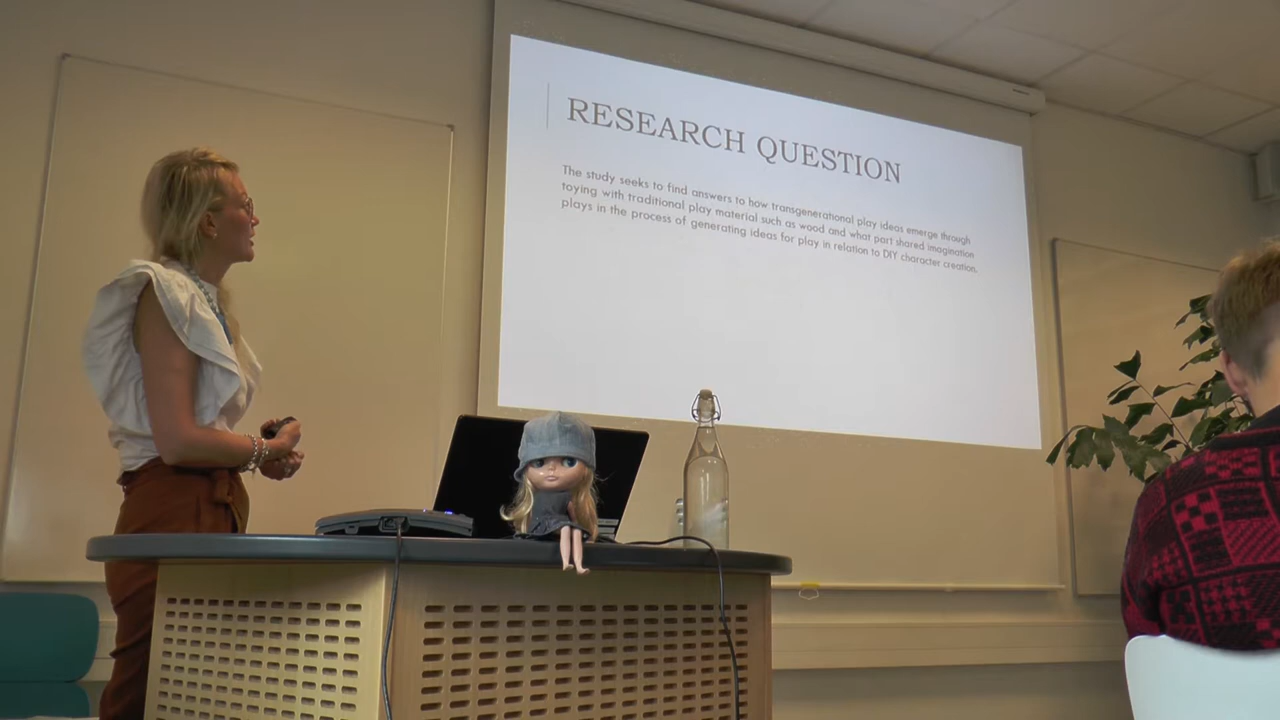 RESEARCH QUESTION
The study seeks to find answers to how transgenerational play ideas emerge through
toying with traditional play material such as wood and what part shared imagination
plays in the process of generating ideas for play in relation to DIY character creation.